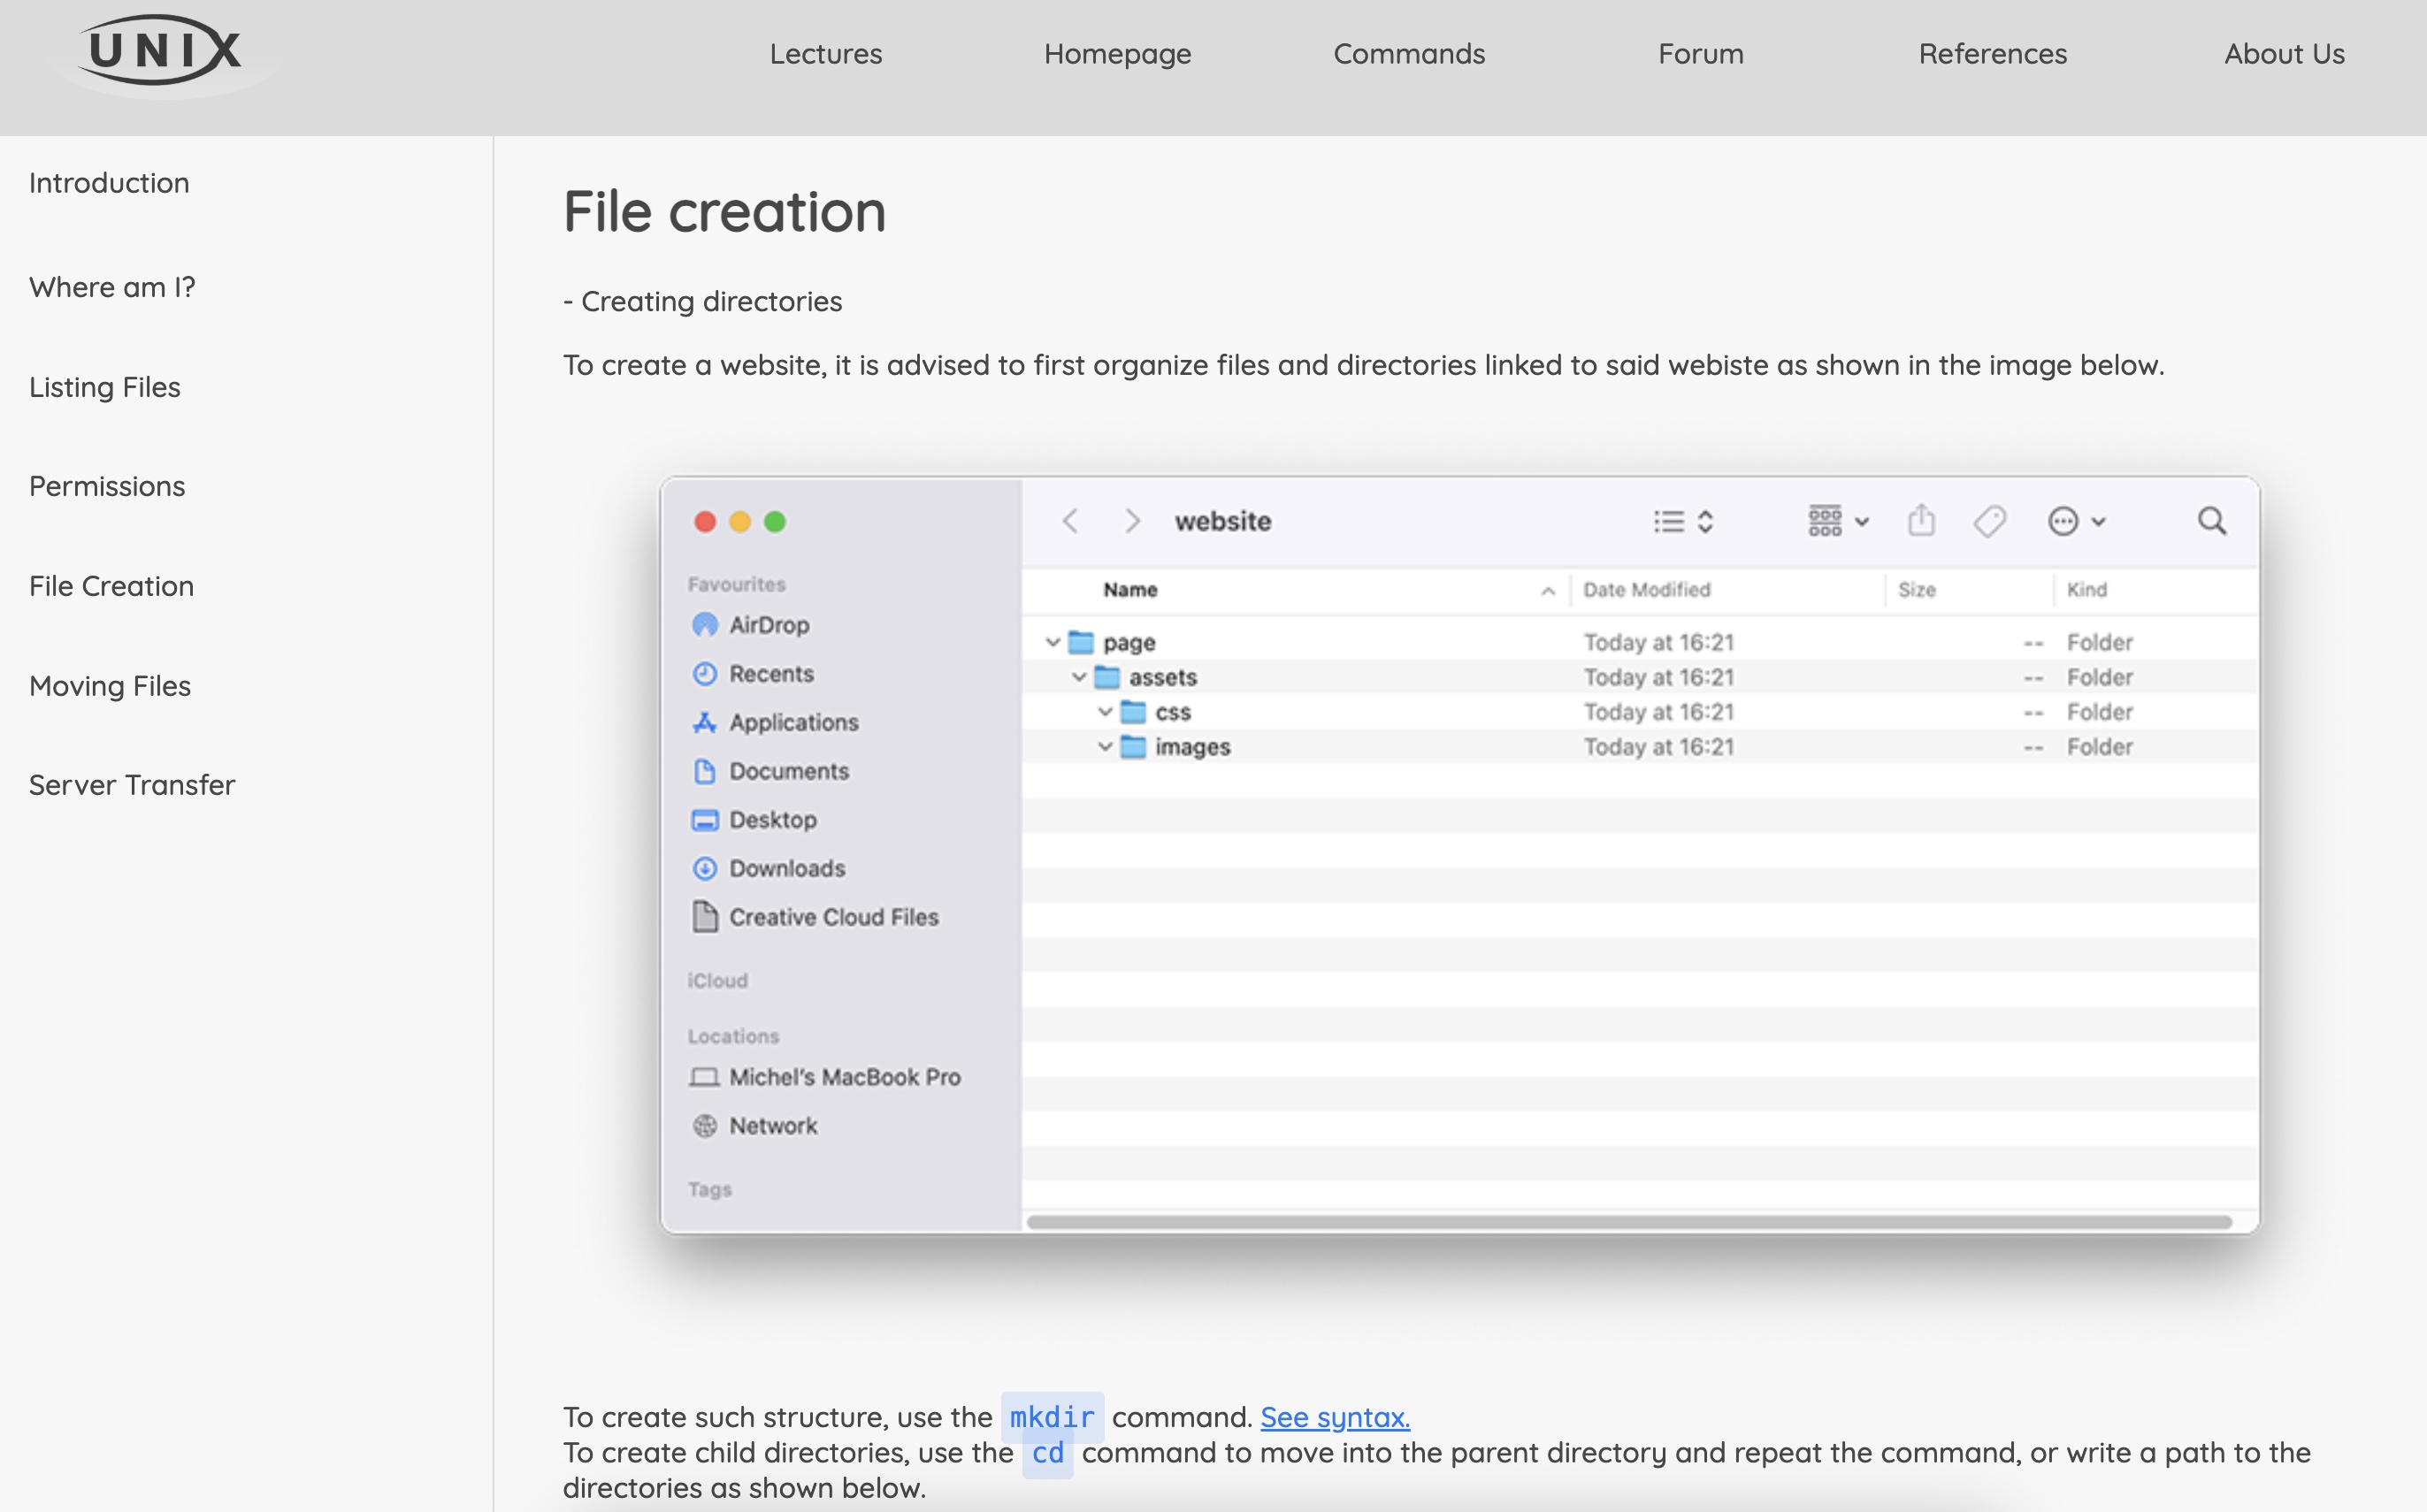 UNIX
Lectures Homepage Commands Forum References About Us
Introduction
Where am I?
Listing Files
Permissions
File Creation
Moving Files
Server Transfer
File creation
- Creating directories
To create a website, it is advised to first organize files and directories linked to said webiste as shown in the image below.
website
Favourites
AirDrop
Recents
Applications
Documents
Desktop
Downloads
Creative Cloud Files
iCloud
Locations
Michel's MacBook Pro
Network
Tags
Name Date Modified Size Kind
page Today at 16:21 -- Folder
assets Today at 16:21 -- Folder
css Today at 16:21 -- Folder
images Today at 16:21 -- Folder
To create such structure, use the mkdir command. See syntax.
To create child directories, use the cd command to move into the parent directory and repeat the command, or write a path to the
directories as shown below.